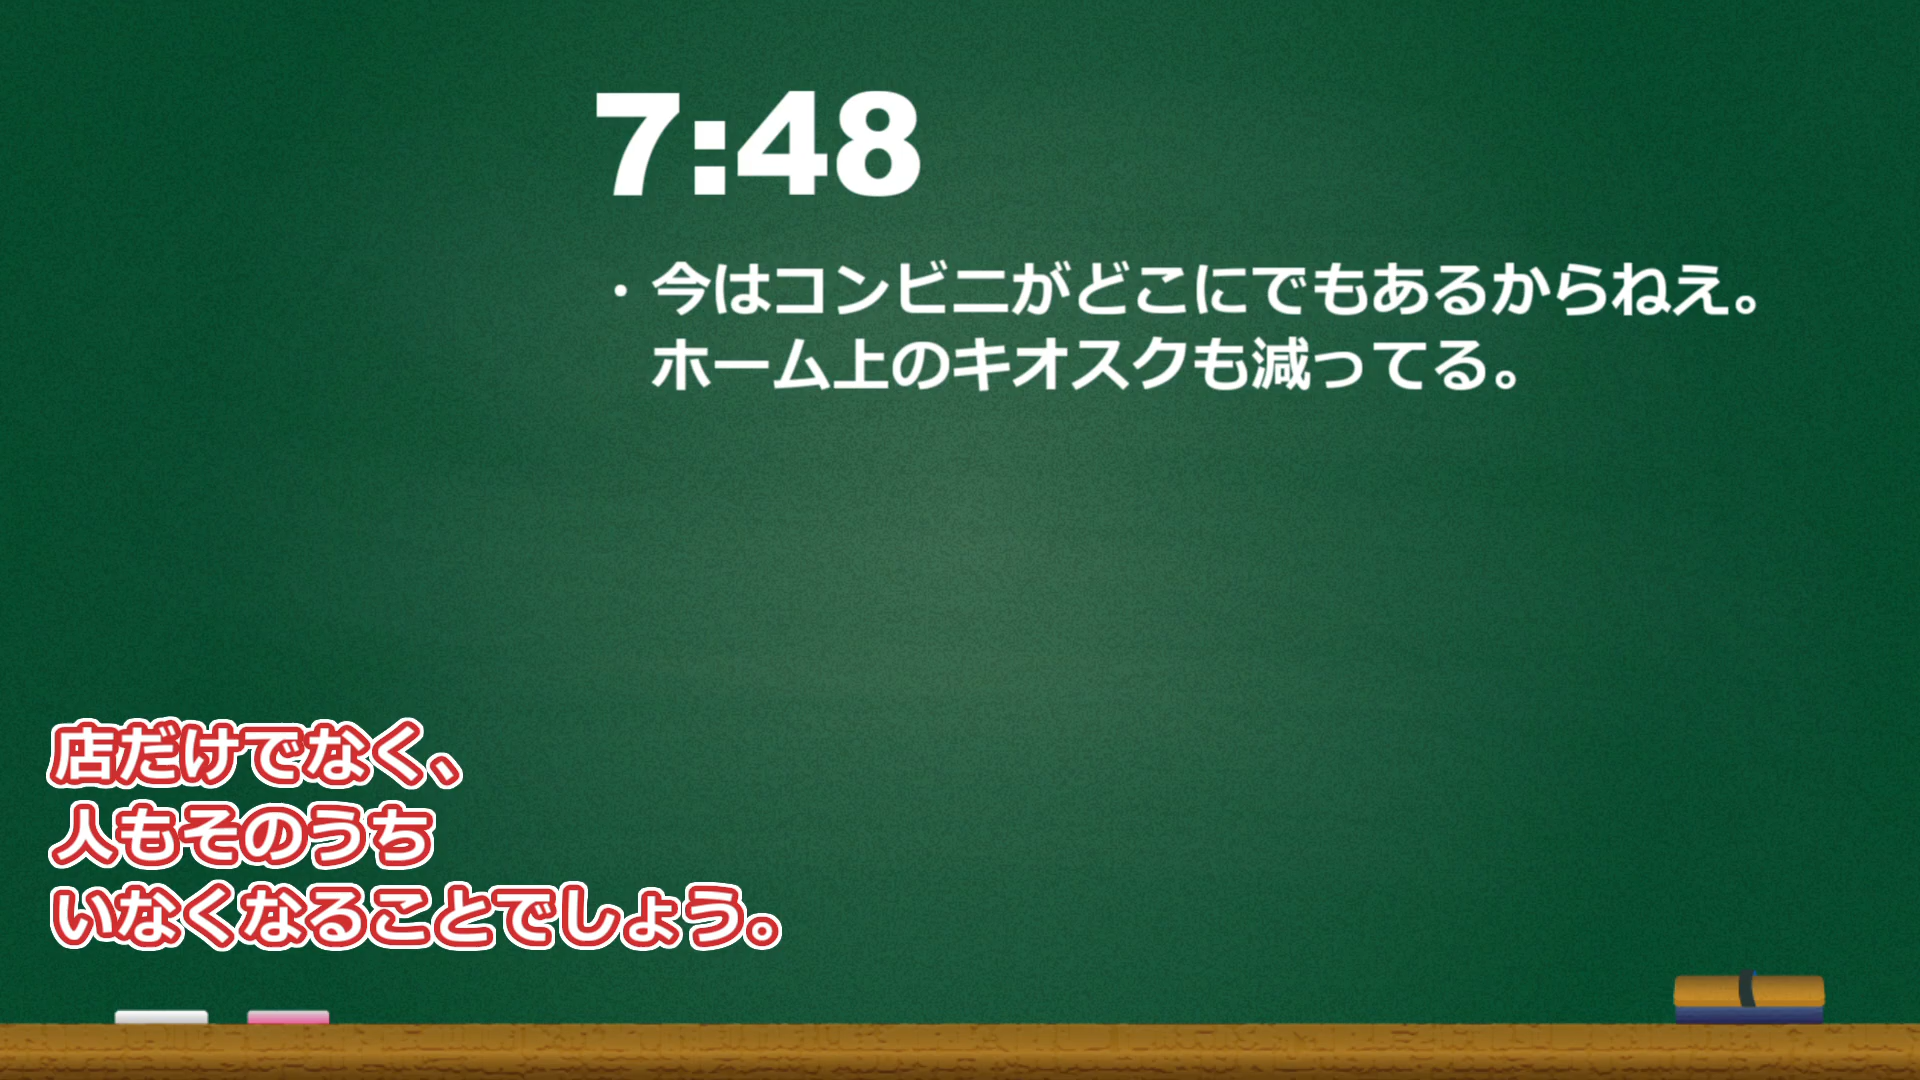 7:48
・今はコンビニがどこにでもあるからねえ。
ホーム上のキオスクも減ってる。
店だけでなく、
人もそのうち
いなくなることでしょう。